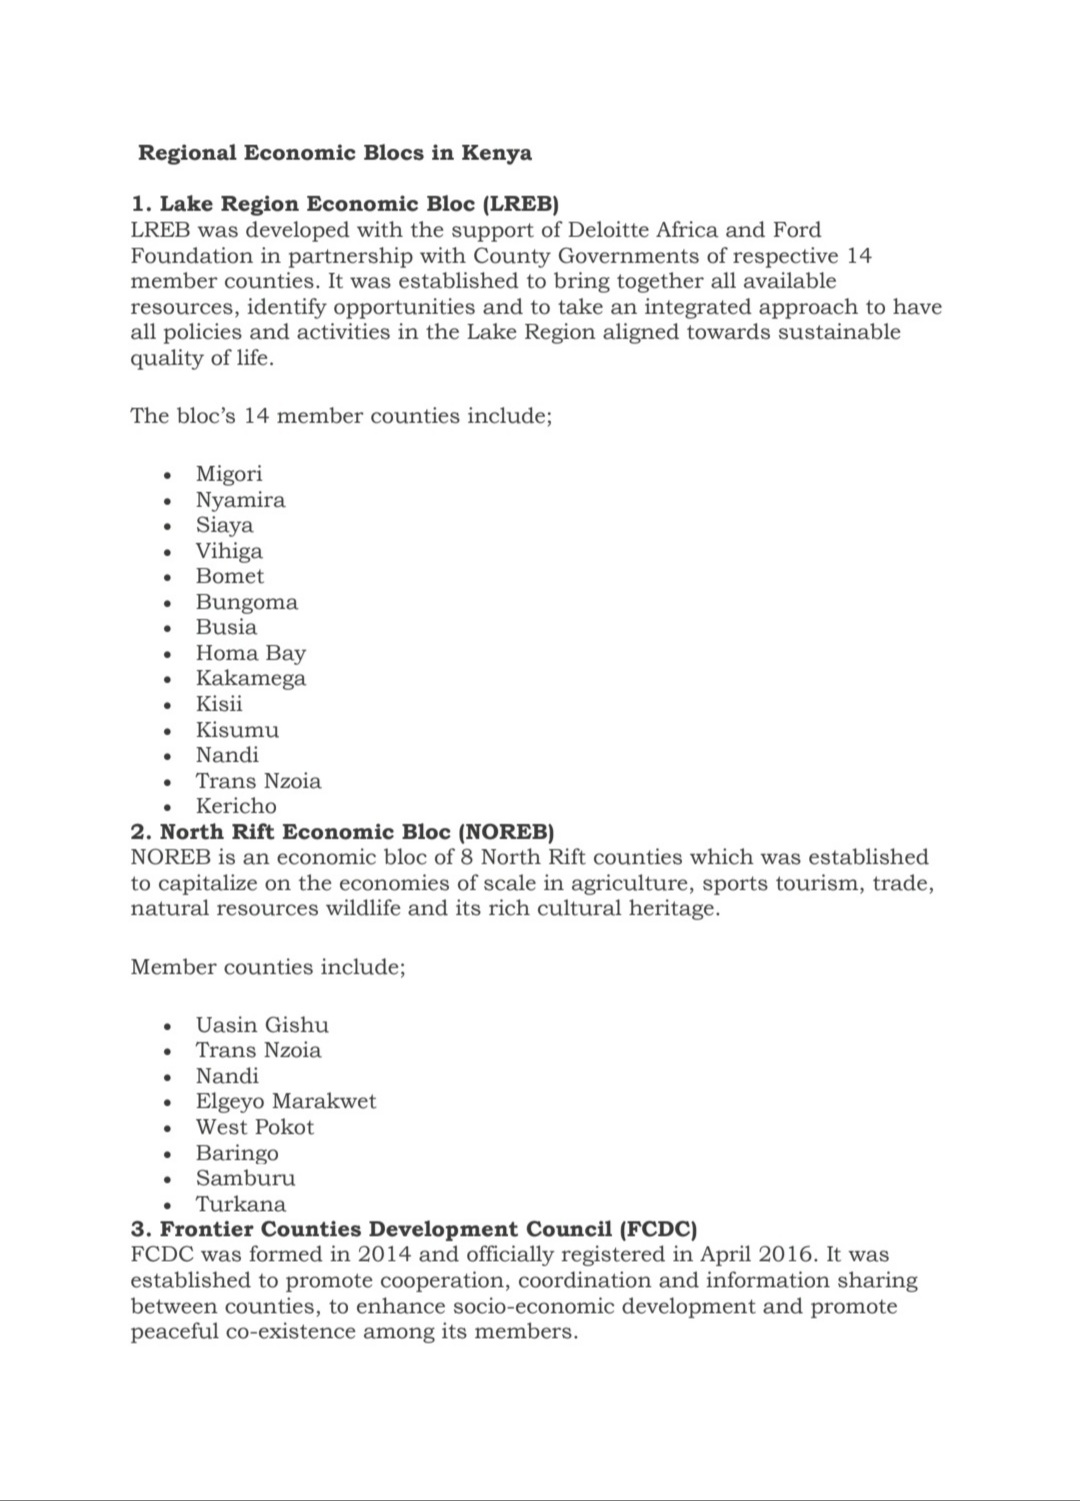 Regional Economic Blocs in Kenya
1. Lake Region Economic Bloc (LREB)
LREB was developed with the support of Deloitte Africa and Ford
Foundation in partnership with County Governments of respective 14
member counties. It was established to bring together all available
resources, identify opportunities and to take an integrated approach to have
all policies and activities in the Lake Region aligned towards sustainable
quality of life.
The bloc’s 14 member counties include;
• Migori
• Nyamira
• Siaya
• Vihiga
• Bomet
• Bungoma
• Busia
• Homa Bay
• Kakamega
• Kisii
• Kisumu
• Nandi
• Trans Nzoia
• Kericho
2. North Rift Economic Bloc (NOREB)
NOREB is an economic bloc of 8 North Rift counties which was established
to capitalize on the economies of scale in agriculture, sports tourism, trade,
natural resources wildlife and its rich cultural heritage.
Member counties include;
• Uasin Gishu
• Trans Nzoia
• Nandi
• Elgeyo Marakwet
• West Pokot
• Baringo
• Samburu
• Turkana
3. Frontier Counties Development Council (FCDC)
FCDC was formed in 2014 and officially registered in April 2016. It was
established to promote cooperation, coordination and information sharing
between counties, to enhance socio-economic development and promote
peaceful co-existence among its members.